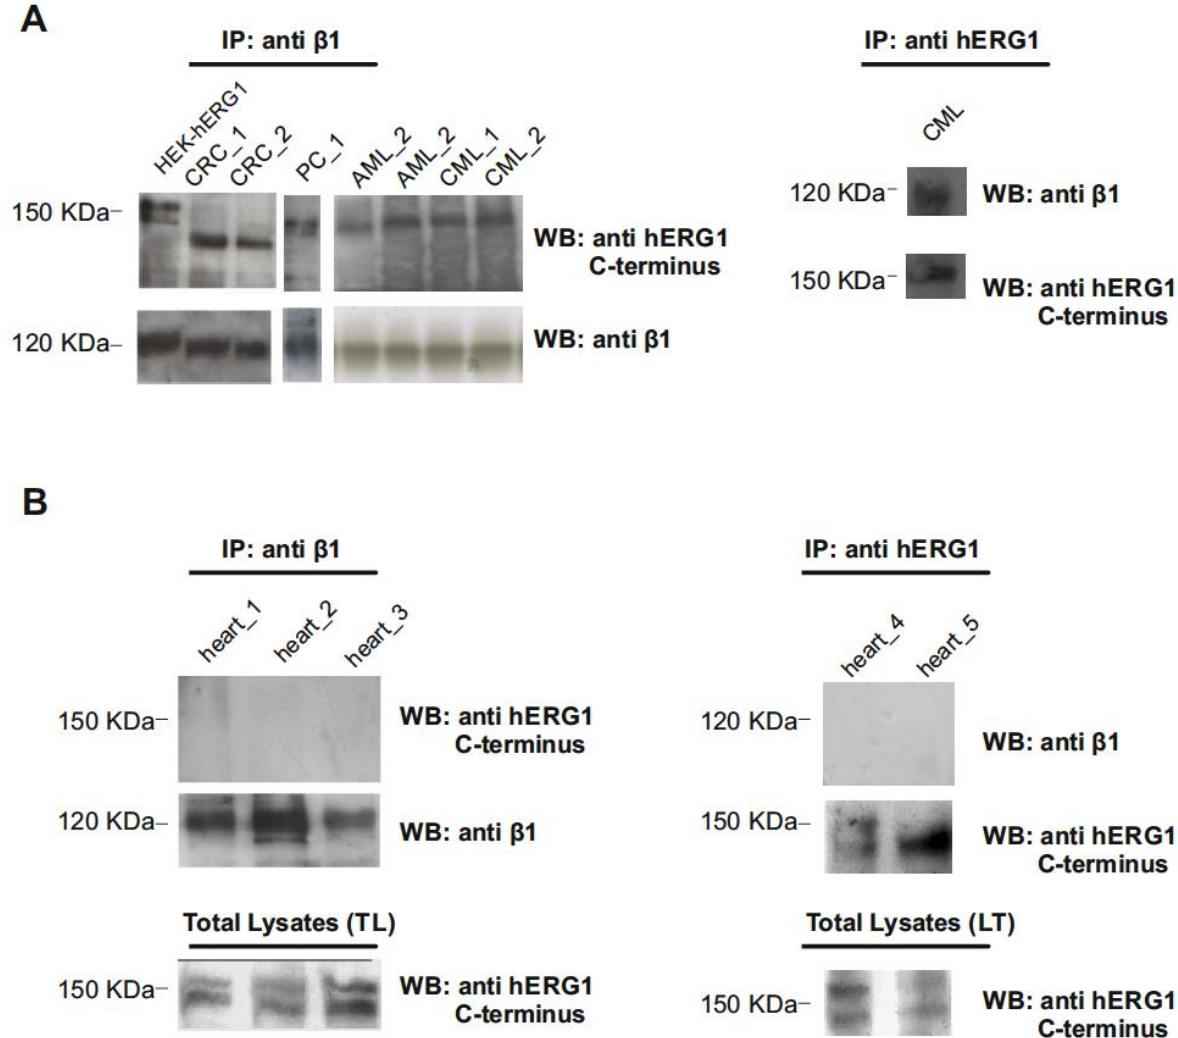 A
IP: anti β1
IP: anti hERG1
HEK-hERG1
CRC_1
CRC_2
PC_1
AML_2
AML_2
CML_1
CML_2
CML
150 KDa
WB: anti hERG1
C-terminus
120 KDa
WB: anti β1
120 KDa
WB: anti β1
150 KDa
WB: anti hERG1
C-terminus
B
IP: anti β1
IP: anti hERG1
heart_1
heart_2
heart_3
heart_4
heart_5
150 KDa
WB: anti hERG1
C-terminus
120 KDa
WB: anti β1
120 KDa
WB: anti β1
150 KDa
WB: anti hERG1
C-terminus
Total Lysates (TL)
Total Lysates (LT)
150 KDa
WB: anti hERG1
C-terminus
150 KDa
WB: anti hERG1
C-terminus